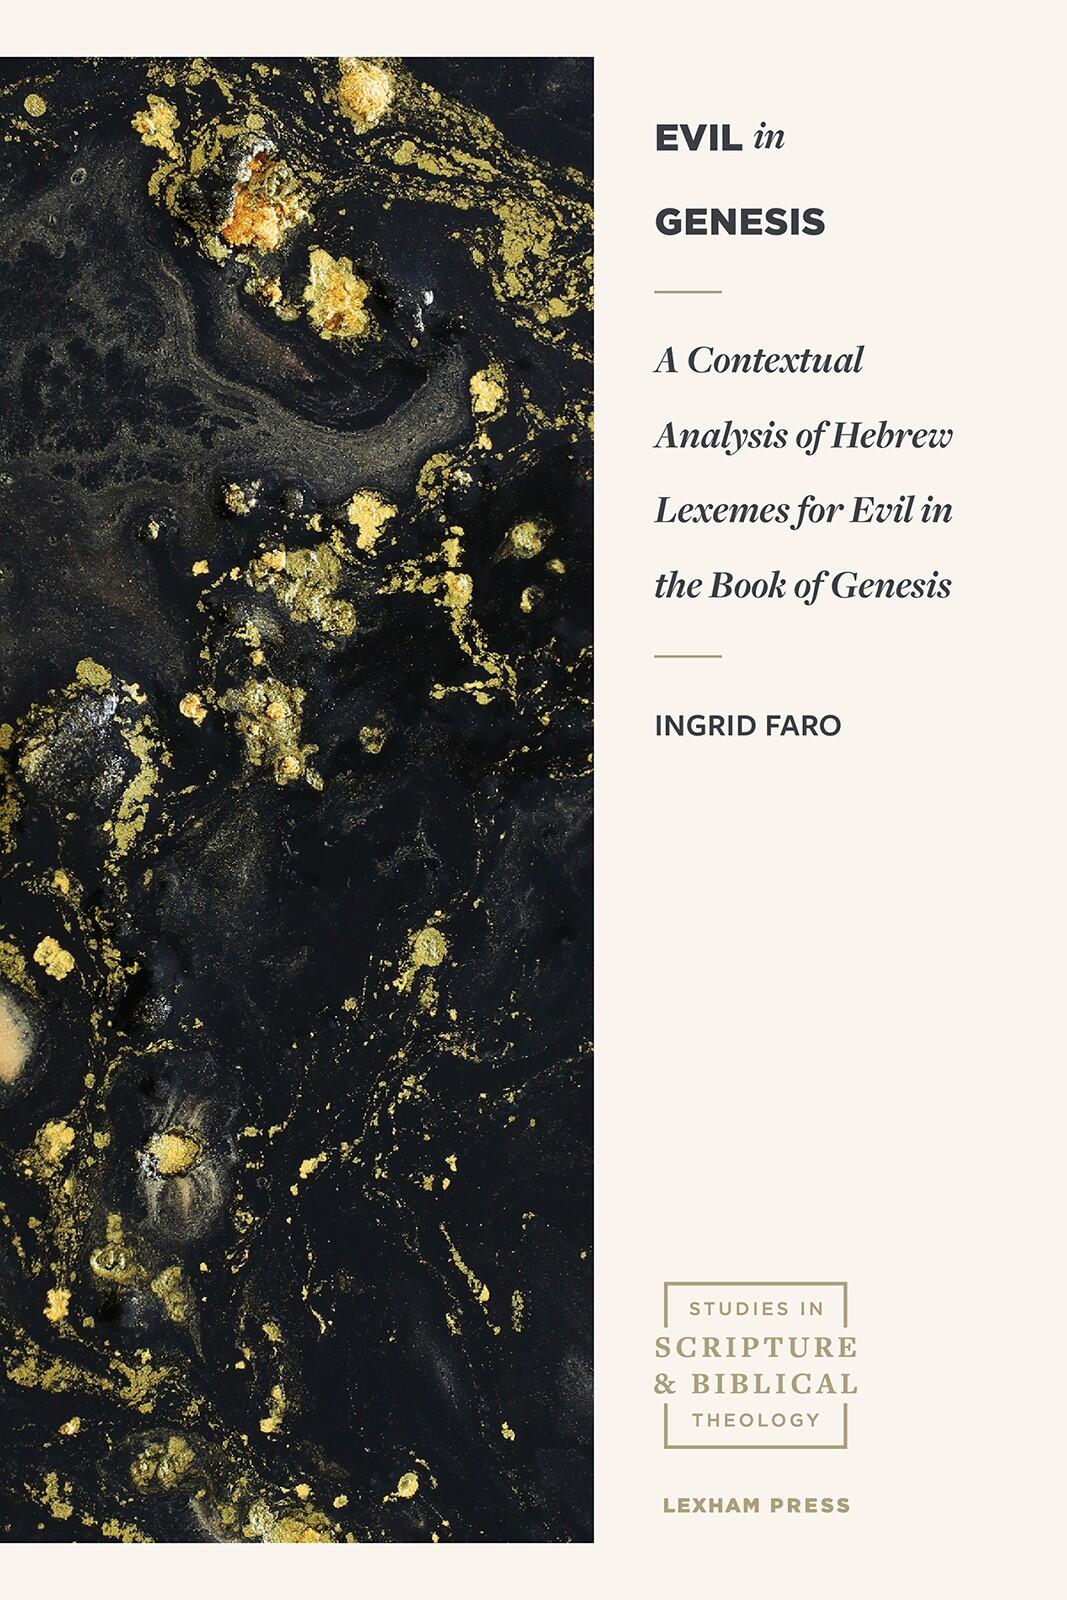 EVIL in
GENESIS
A Contextual
Analysis of Hebrew
Lexemes for Evil in
the Book of Genesis
INGRID FARO
STUDIES IN
SCRIPTURE
& BIBLICAL
THEOLOGY
LEXHAM PRESS